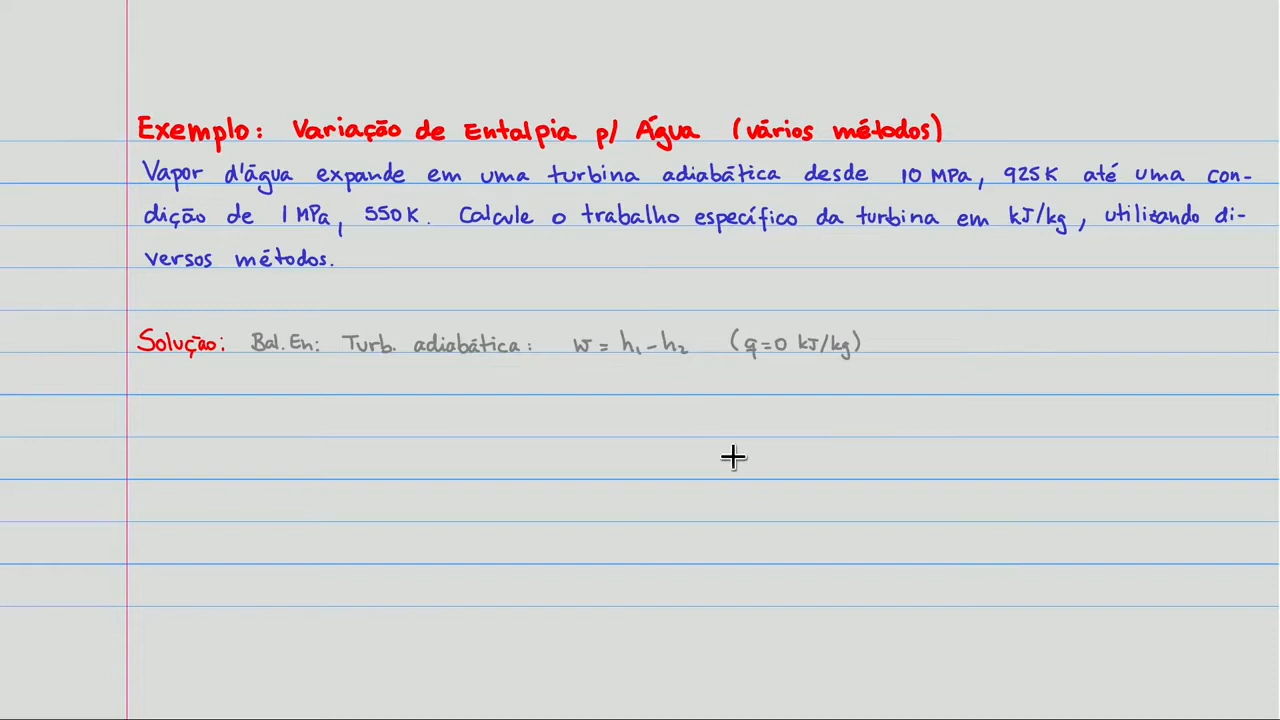 Exemplo: Variação de Entalpia p/ Água (vários métodos)
Vapor d'água expande em uma turbina adiabática desde 10 MPa, 925K até uma con-
dição de 1 MPa, 550K. Calcule o trabalho específico da turbina em kJ/kg, utilizando di-
versos métodos.
Solução: Bal.En: Turb. adiabática: w = h₁-h₂ (q=0 kJ/kg)